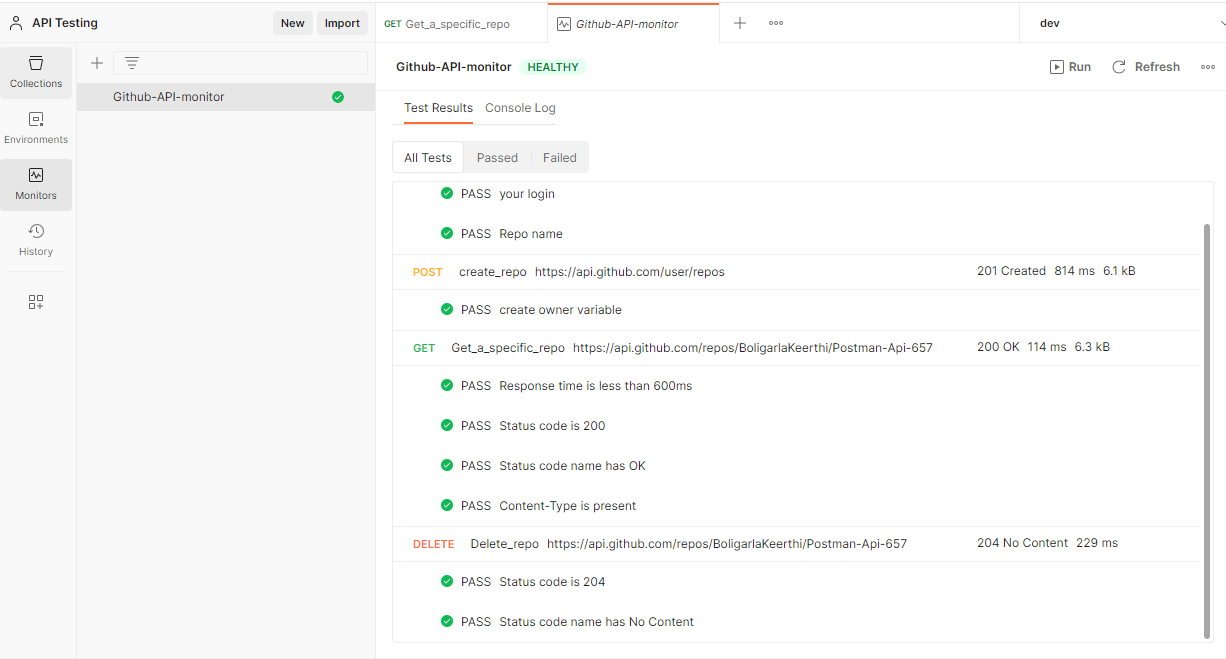 API Testing
New
Import
GET Get_a_specific_repo
Github-API-monitor
dev
Collections
Github-API-monitor
Environments
Monitors
History
Github-API-monitor HEALTHY
Run
Refresh
Test Results
Console Log
All Tests
Passed
Failed
PASS your login
PASS Repo name
POST create_repo https://api.github.com/user/repos 201 Created 814 ms 6.1 kB
PASS create owner variable
GET Get_a_specific_repo https://api.github.com/repos/BoligarlaKeerthi/Postman-Api-657 200 OK 114 ms 6.3 kB
PASS Response time is less than 600ms
PASS Status code is 200
PASS Status code name has OK
PASS Content-Type is present
DELETE Delete_repo https://api.github.com/repos/BoligarlaKeerthi/Postman-Api-657 204 No Content 229 ms
PASS Status code is 204
PASS Status code name has No Content